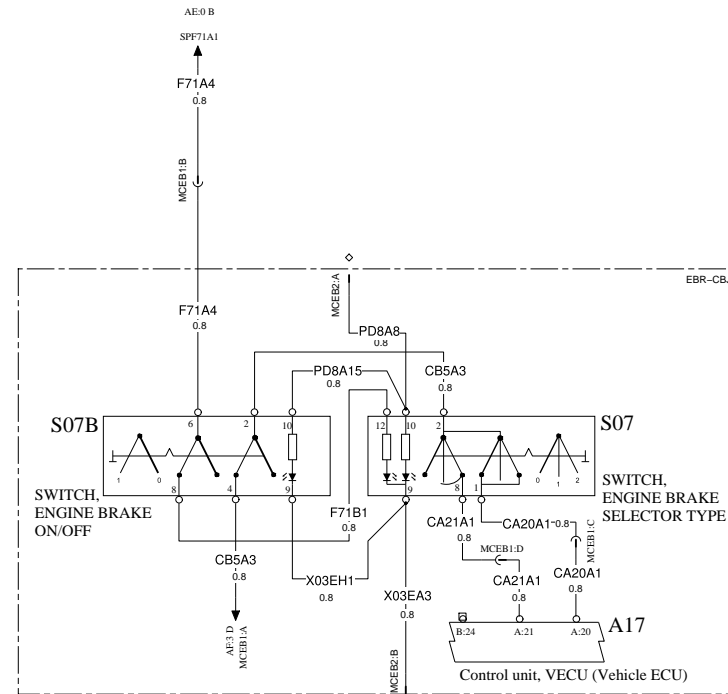 AE:0 B
SPF71A1
F71A4
0.8
MCEB1:B
EBR-CB
MCEB2:A
F71A4
0.8
PD8A8
0.8
PD8A15
0.8
CB5A3
0.8
S07B
6
2
10
12
10
2
S07
1
0
0
1
2
8
4
9
9
8
1
SWITCH,
ENGINE BRAKE
ON/OFF
SWITCH,
ENGINE BRAKE
SELECTOR TYPE
F71B1
0.8
CA21A1
0.8
CA20A1
0.8
MCEB1:C
MCEB1:D
CB5A3
0.8
X03EH1
0.8
X03EA3
0.8
CA21A1
0.8
CA20A1
0.8
AF:3 D
MCEB1:A
B:24
A:21
A:20
A17
MCEB2:B
Control unit, VECU (Vehicle ECU)